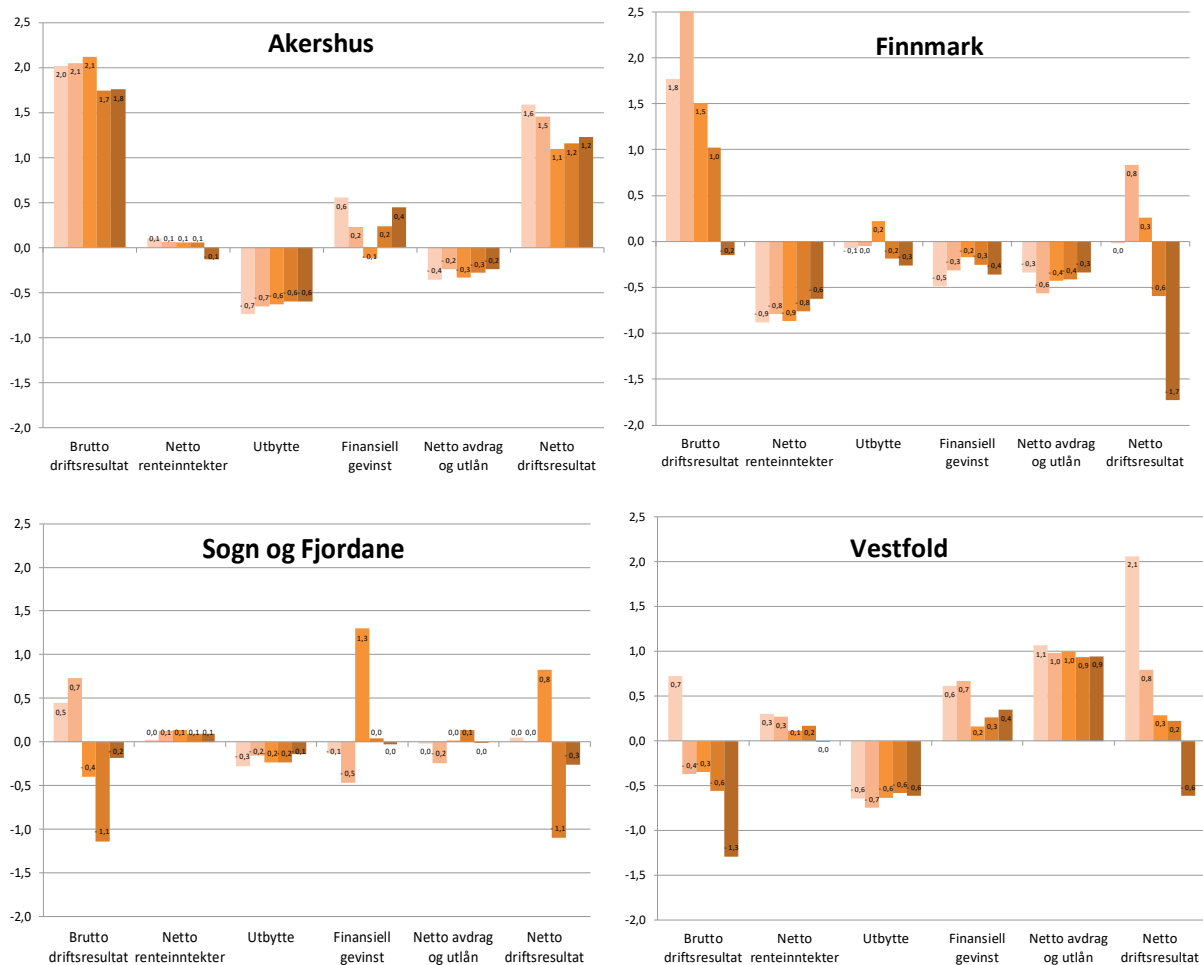 Akershus
2,5
2,0
1,5
1,0
0,5
0,0
-0,5
-1,0
-1,5
-2,0
2,0 2,1 2,1 1,7 1,8
0,1 0,1 0,1 0,1 - 0,1
- 0,7 - 0,7 - 0,6 - 0,6 - 0,6
0,6 0,2 - 0,1 0,2 0,4
- 0,4 - 0,2 - 0,3 - 0,3 - 0,2
1,6 1,5 1,1 1,2 1,2
Brutto driftsresultat
Netto renteinntekter
Utbytte
Finansiell gevinst
Netto avdrag og utlån
Netto driftsresultat
Finnmark
2,5
2,0
1,5
1,0
0,5
0,0
-0,5
-1,0
-1,5
-2,0
1,8 1,5 1,0 - 0,2
- 0,9 - 0,8 - 0,9 - 0,8 - 0,6
- 0,1 0,0 0,2 - 0,2 - 0,3
- 0,5 - 0,3 - 0,2 - 0,3 - 0,4
- 0,3 - 0,6 - 0,4 - 0,4 - 0,3
- 0,0 0,8 0,3 - 0,6 - 1,7
Brutto driftsresultat
Netto renteinntekter
Utbytte
Finansiell gevinst
Netto avdrag og utlån
Netto driftsresultat
Sogn og Fjordane
2,5
2,0
1,5
1,0
0,5
0,0
-0,5
-1,0
-1,5
-2,0
0,5 0,7 - 0,4 - 1,1 - 0,2
0,0 0,1 0,1 0,1 0,1
- 0,3 - 0,2 - 0,2 - 0,2 - 0,1
- 0,1 - 0,5 1,3 0,0 - 0,0
- 0,0 - 0,2 0,0 0,1 - 0,0
0,0 0,0 0,8 - 1,1 - 0,3
Brutto driftsresultat
Netto renteinntekter
Utbytte
Finansiell gevinst
Netto avdrag og utlån
Netto driftsresultat
Vestfold
2,5
2,0
1,5
1,0
0,5
0,0
-0,5
-1,0
-1,5
-2,0
0,7 - 0,4 - 0,3 - 0,6 - 1,3
0,3 0,3 0,1 0,2 - 0,0
- 0,6 - 0,7 - 0,6 - 0,6 - 0,6
0,6 0,7 0,2 0,3 0,4
1,1 1,0 1,0 0,9 0,9
2,1 0,8 0,3 0,2 - 0,6
Brutto driftsresultat
Netto renteinntekter
Utbytte
Finansiell gevinst
Netto avdrag og utlån
Netto driftsresultat